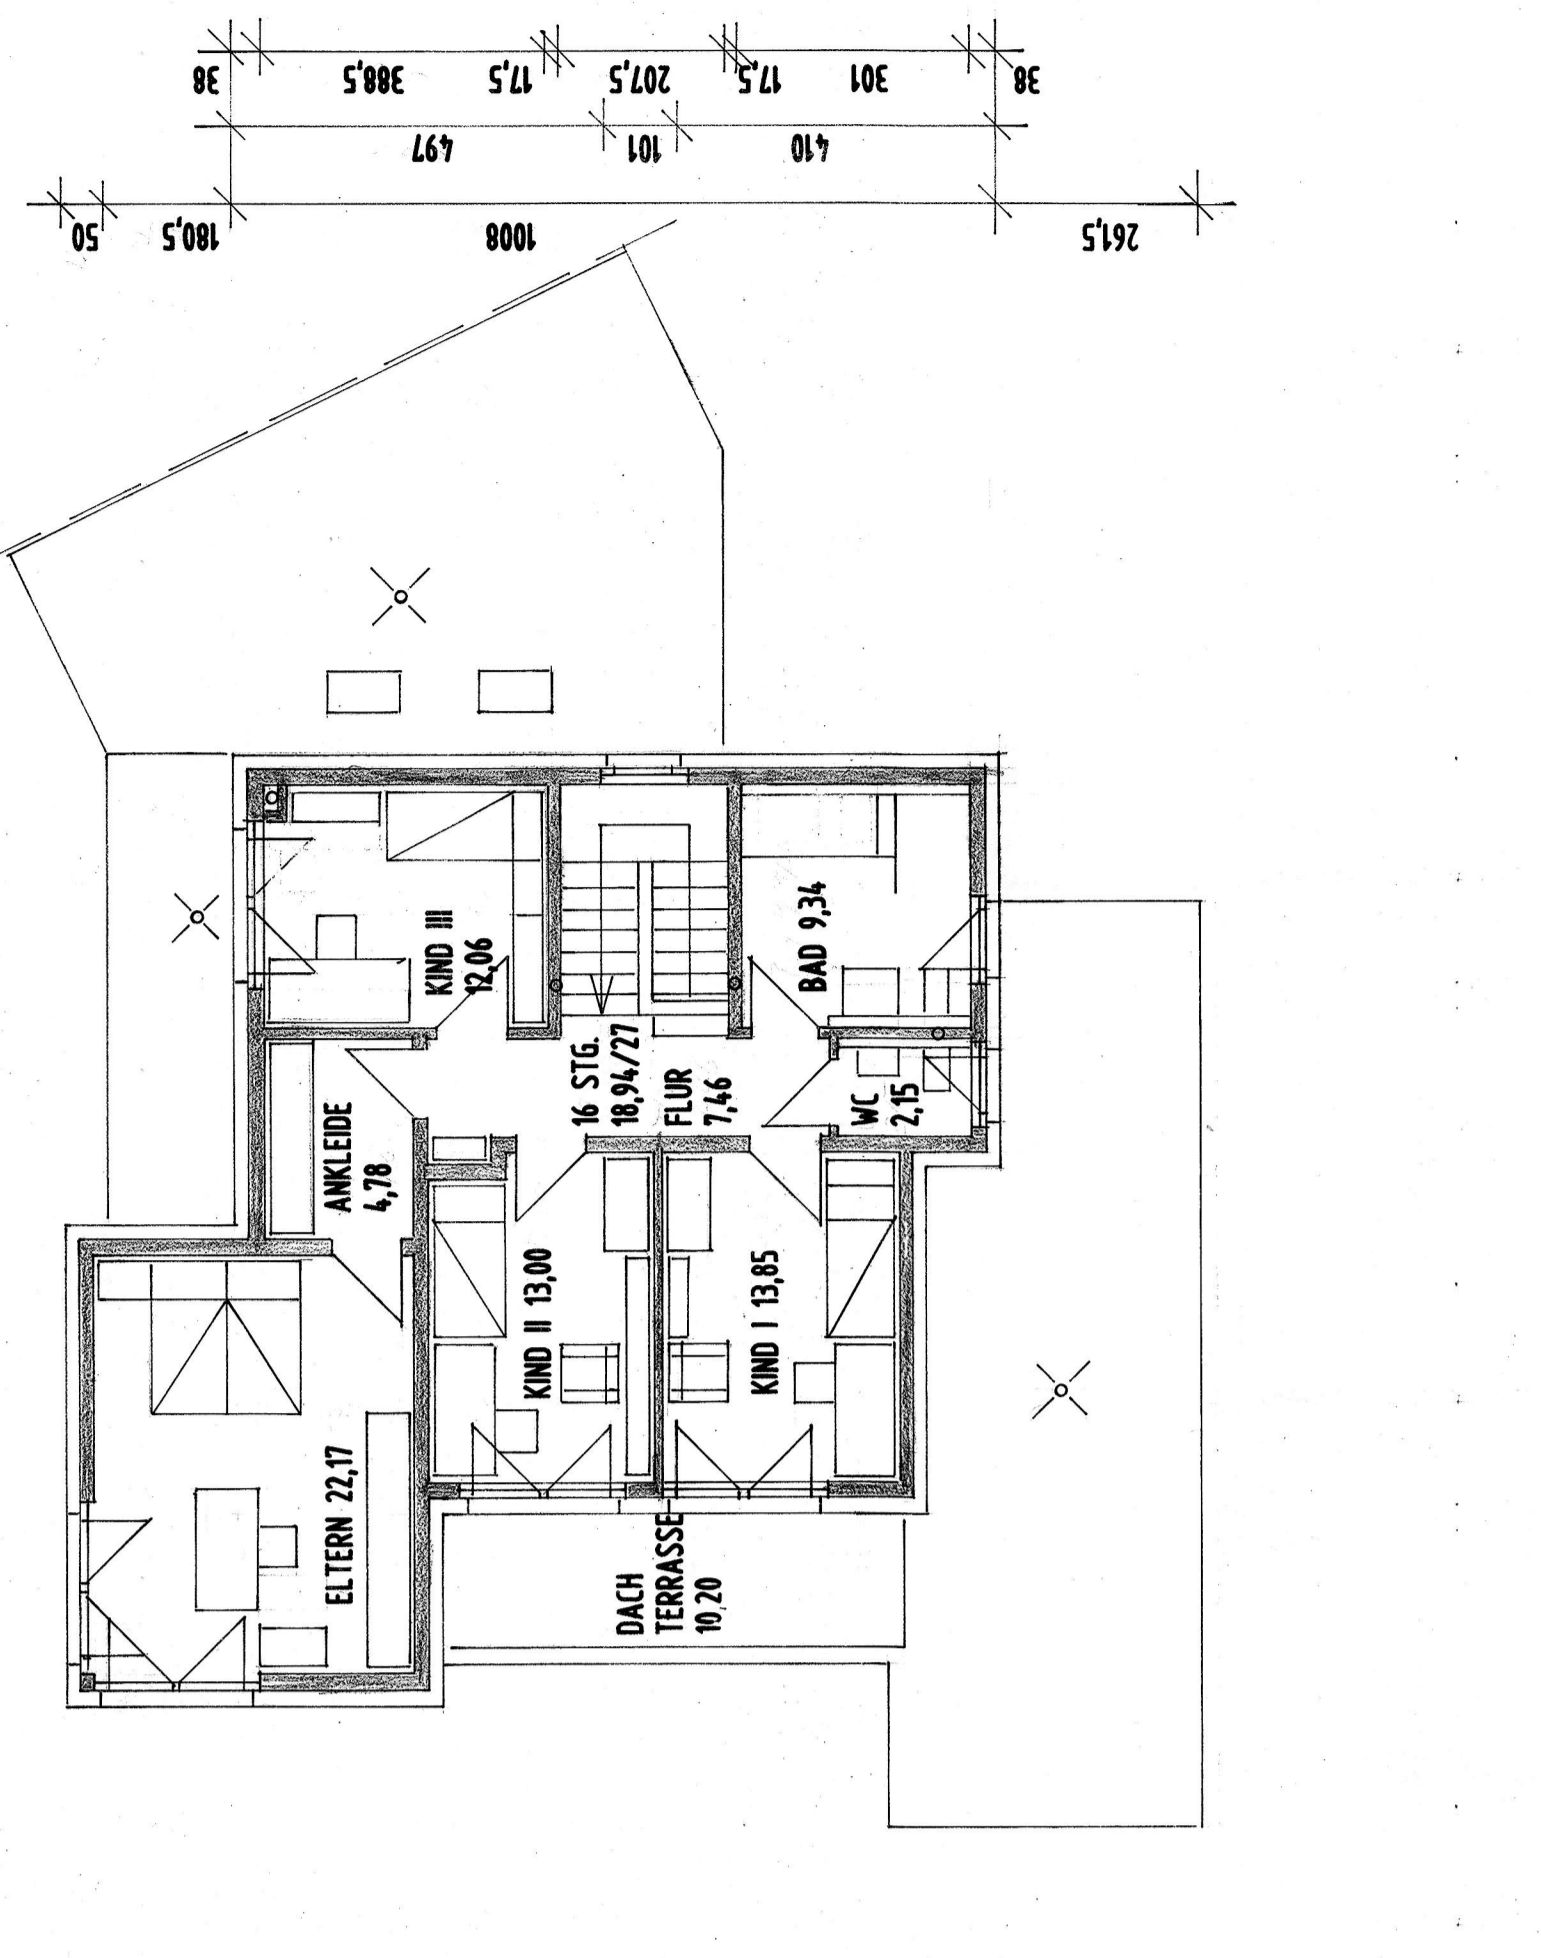 38
388,5
17,5
207,5
17,5
301
38
497
101
410
50
180,5
1008
261,5
KIND III
12,06
BAD 9,34
16 STG.
18,94/27
FLUR
7,46
WC
2,15
ANKLEIDE
4,78
KIND II 13,00
KIND I 13,85
ELTERN 22,17
DACH
TERRASSE
10,20